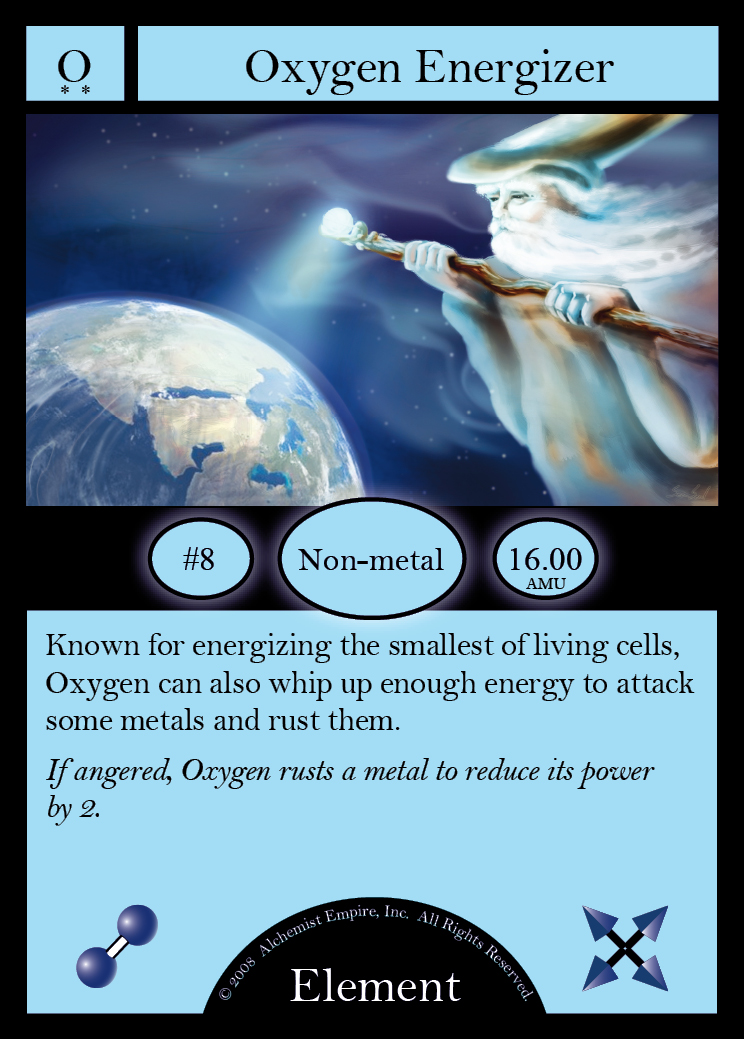 O
* *
Oxygen Energizer
#8
Non-metal
16.00
AMU
Known for energizing the smallest of living cells,
Oxygen can also whip up enough energy to attack
some metals and rust them.
If angered, Oxygen rusts a metal to reduce its power
by 2.
© 2008 Alchemist Empire, Inc. All Rights Reserved.
Element